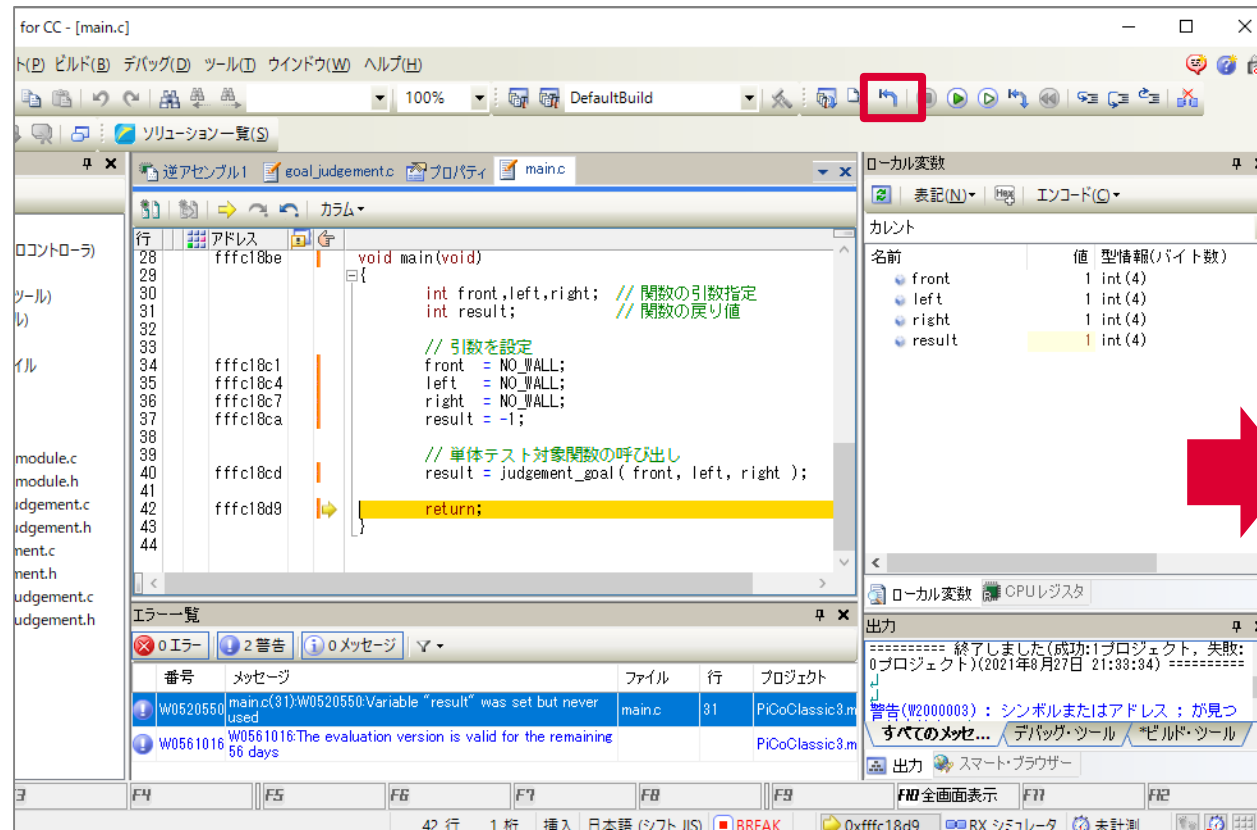 for CC - [main.c]
ト(P) ビルド(B) デバッグ(D) ツール(T) ウインドウ(W) ヘルプ(H)
100% DefaultBuild
ソリューション一覧(S)
逆アセンブル1 goal_judgement.c プロパティ main.c
カラム
行 アドレス
28 fffc18be void main(void)
29 {
30 int front,left,right; // 関数の引数指定
31 int result; // 関数の戻り値
32
33 // 引数を設定
34 fffc18c1 front = NO_WALL;
35 fffc18c4 left = NO_WALL;
36 fffc18c7 right = NO_WALL;
37 fffc18ca result = -1;
38
39 // 単体テスト対象関数の呼び出し
40 fffc18cd result = judgement_goal( front, left, right );
41
42 fffc18d9 return;
43 }
44
ロコントローラ)
ツール)
ル)
イル
module.c
module.h
udgement.c
udgement.h
ment.c
ment.h
udgement.c
udgement.h
ローカル変数
表記(N) Hex エンコード(C)
カレント
名前 値 型情報(バイト数)
front 1 int(4)
left 1 int(4)
right 1 int(4)
result 1 int(4)
ローカル変数 CPUレジスタ
エラー一覧
0 エラー 2 警告 0 メッセージ
番号 メッセージ ファイル 行 プロジェクト
W0520550 main.c(31):W0520550:Variable "result" was set but never used main.c 31 PiCoClassic3.m
W0561016 W0561016:The evaluation version is valid for the remaining 56 days PiCoClassic3.m
出力
========== 終了しました(成功:1プロジェクト, 失敗:
0プロジェクト)(2021年8月27日 21:33:34) ==========
警告(W2000003) : シンボルまたはアドレス ; が見つ
すべてのメッセ... デバッグ・ツール *ビルド・ツール
出力 スマート・ブラウザー
F4 F5 F6 F7 F8 F9 F10 全画面表示 F11 F12
42 行 1 桁 挿入 日本語 (シフト JIS) BREAK 0xfffc18d9 RX シミュレータ 未計測